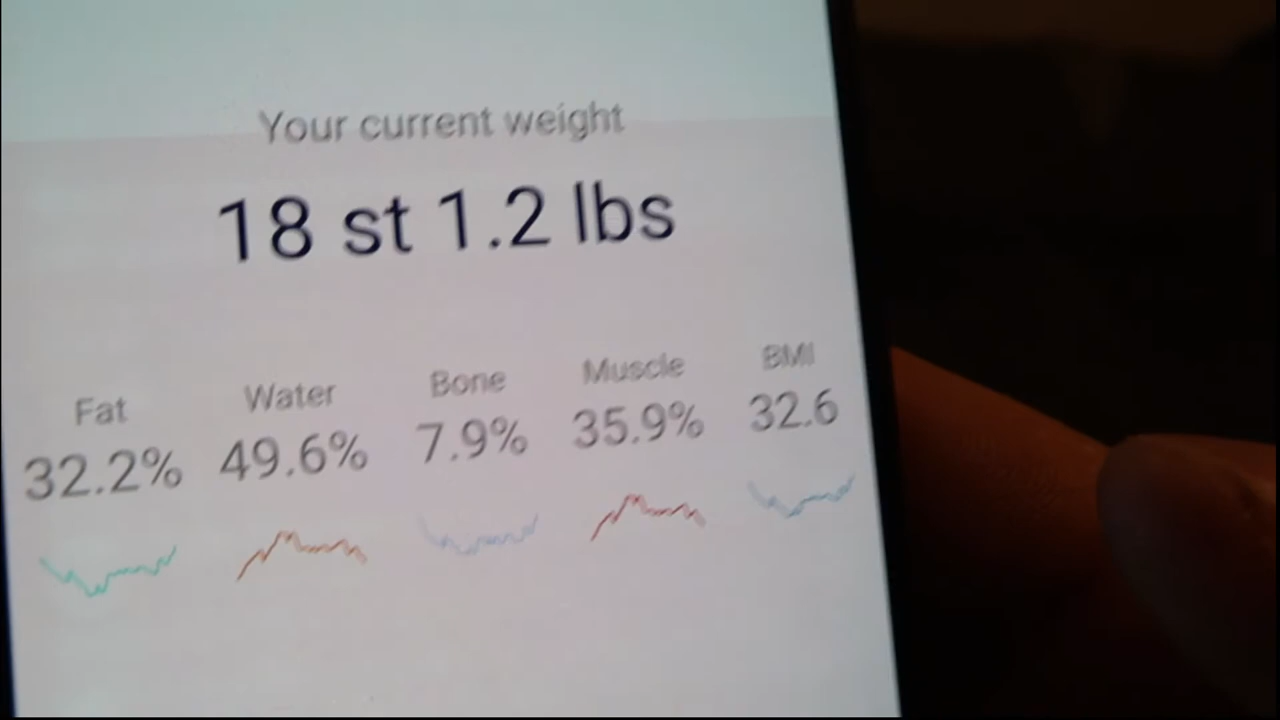 Your current weight
18 st 1.2 lbs
Fat Water Bone Muscle BMI
32.2% 49.6% 7.9% 35.9% 32.6